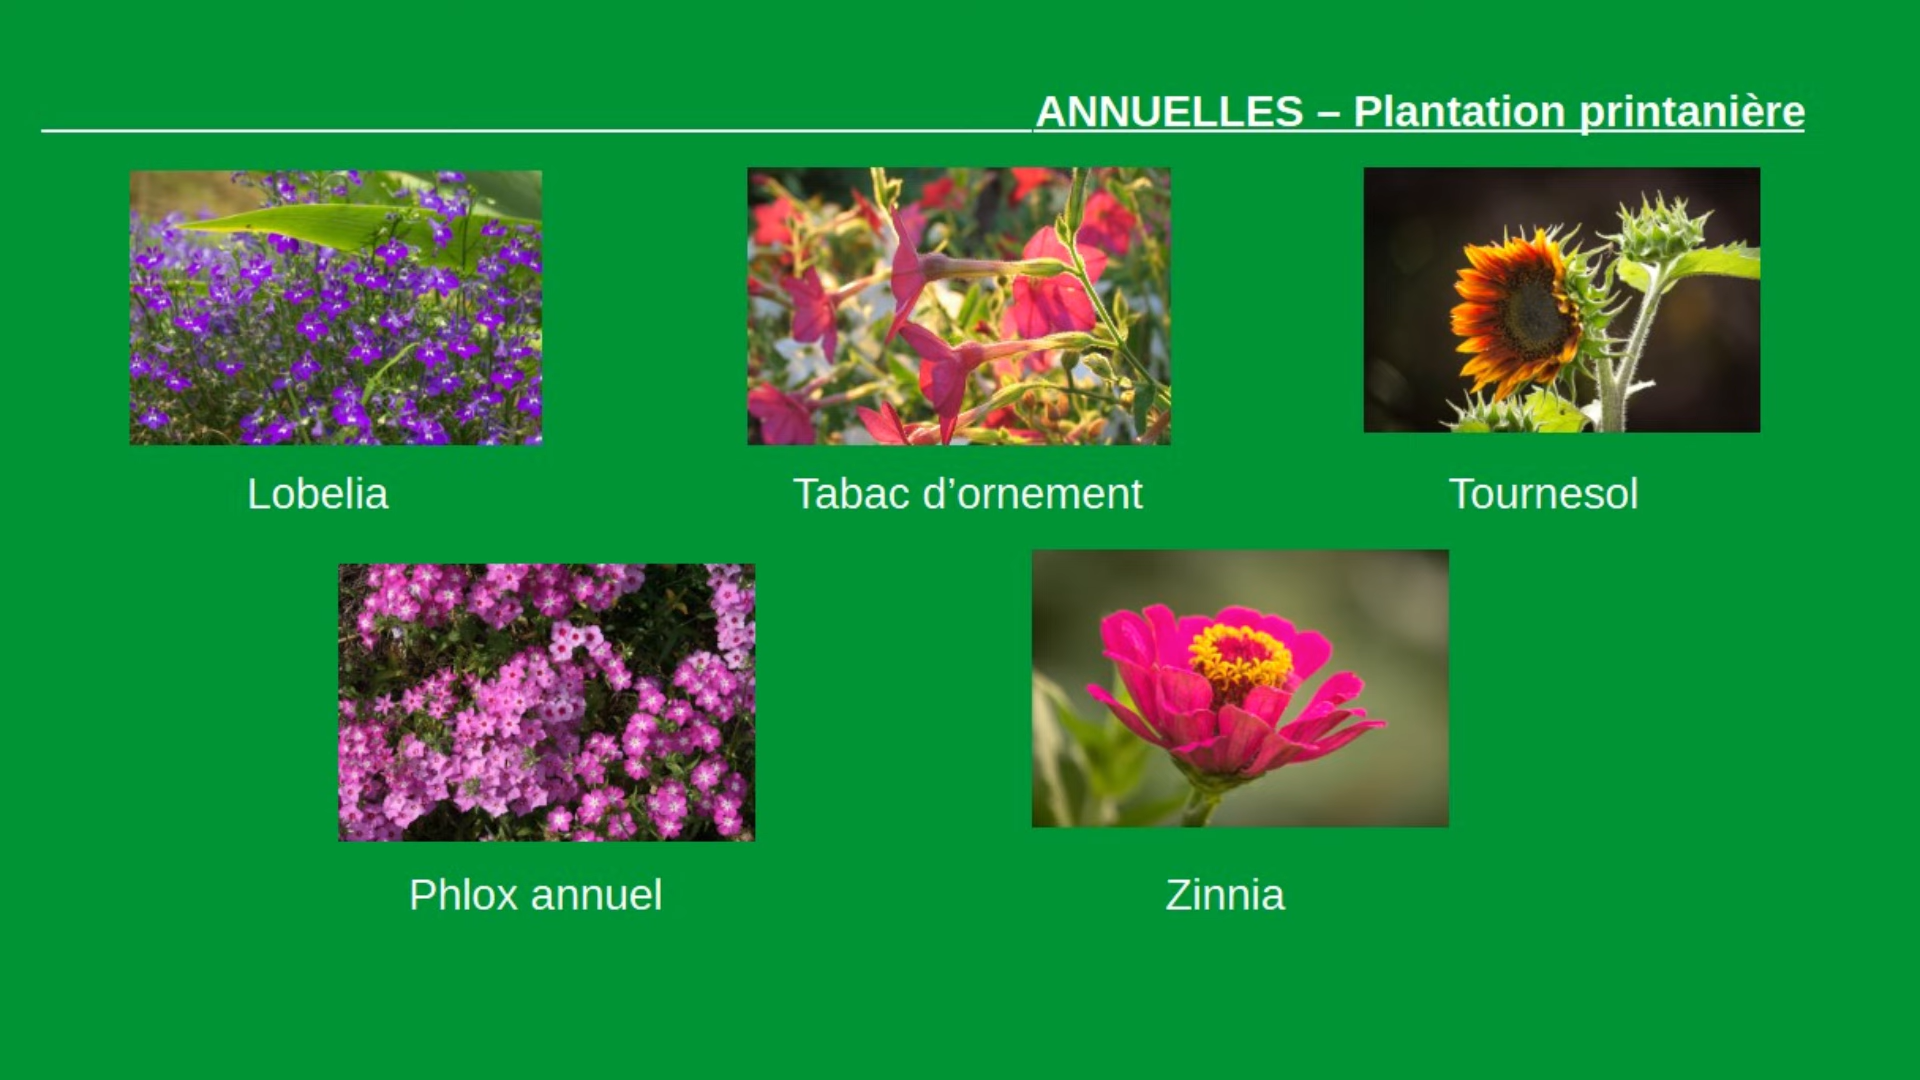 ANNUELLES – Plantation printanière
Lobelia
Tabac d’ornement
Tournesol
Phlox annuel
Zinnia